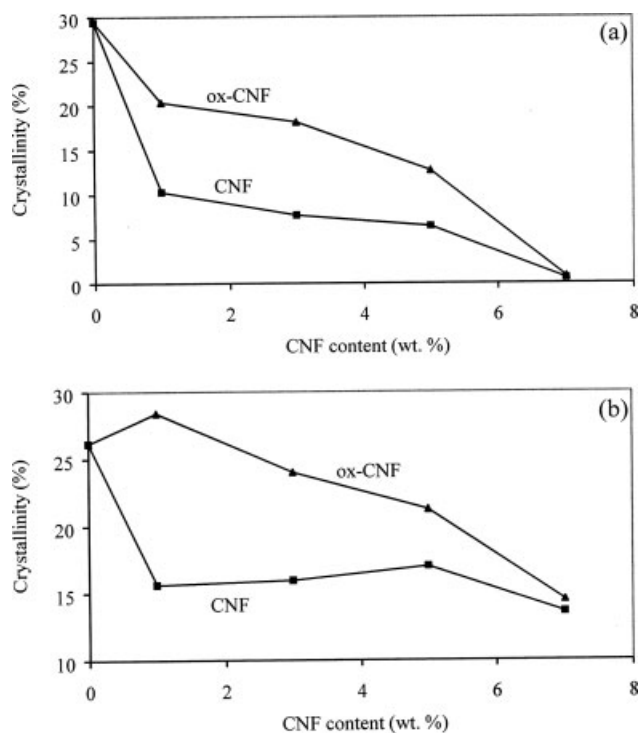 (a)
30
25
20
15
10
5
0
Crystallinity (%)
ox-CNF
CNF
0 2 4 6 8
CNF content (wt. %)
(b)
30
25
20
15
10
Crystallinity (%)
ox-CNF
CNF
0 2 4 6 8
CNF content (wt. %)